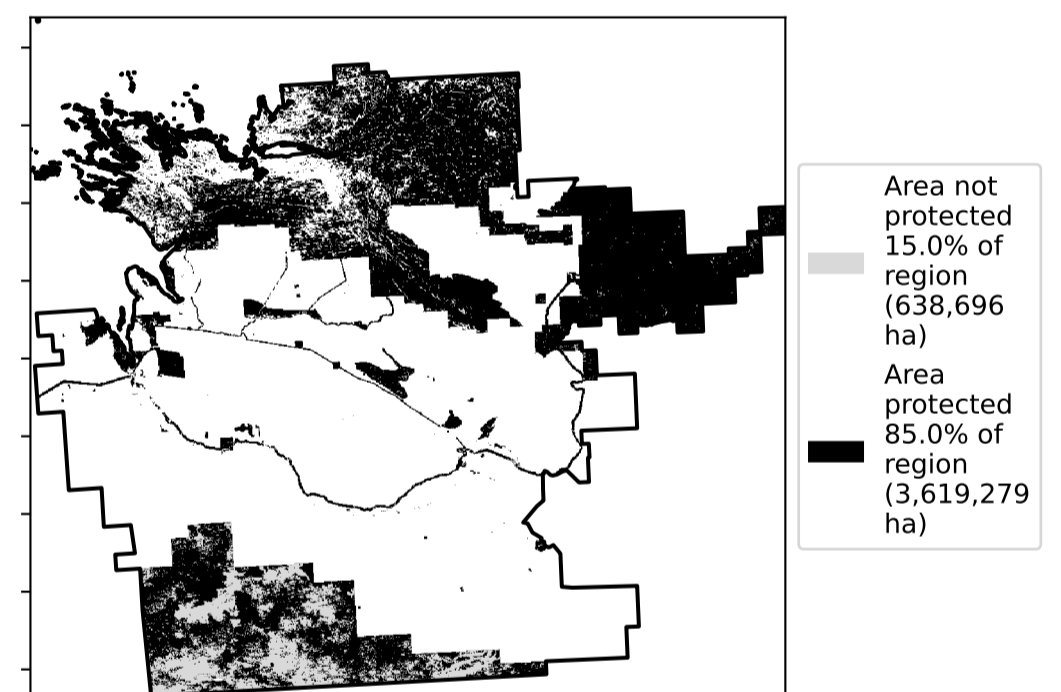 Area not
protected
15.0% of
region
(638,696
ha)
Area
protected
85.0% of
region
(3,619,279
ha)